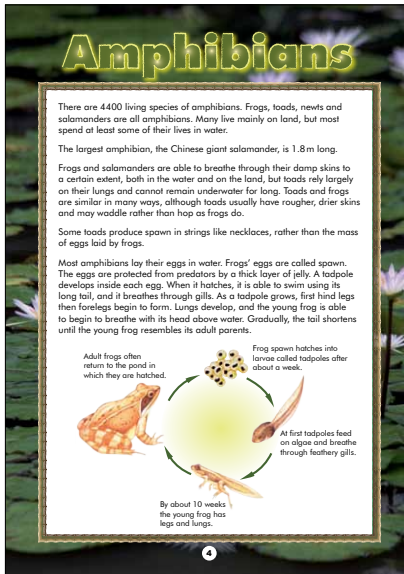 Amphibians
There are 4400 living species of amphibians. Frogs, toads, newts and
salamanders are all amphibians. Many live mainly on land, but most
spend at least some of their lives in water.
The largest amphibian, the Chinese giant salamander, is 1.8 m long.
Frogs and salamanders are able to breathe through their damp skins to
a certain extent, both in the water and on the land, but toads rely largely
on their lungs and cannot remain underwater for long. Toads and frogs
are similar in many ways, although toads usually have rougher, drier skins
and may waddle rather than hop as frogs do.
Some toads produce spawn in strings like necklaces, rather than the mass
of eggs laid by frogs.
Most amphibians lay their eggs in water. Frogs' eggs are called spawn.
The eggs are protected from predators by a thick layer of jelly. A tadpole
develops inside each egg. When it hatches, it is able to swim using its
long tail, and it breathes through gills. As a tadpole grows, first hind legs
then forelegs begin to form. Lungs develop, and the young frog is able
to begin to breathe with its head above water. Gradually, the tail shortens
until the young frog resembles its adult parents.
Frog spawn hatches into
larvae called tadpoles after
about a week.
At first tadpoles feed
on algae and breathe
through feathery gills.
By about 10 weeks
the young frog has
legs and lungs.
Adult frogs often
return to the pond in
which they are hatched.
4